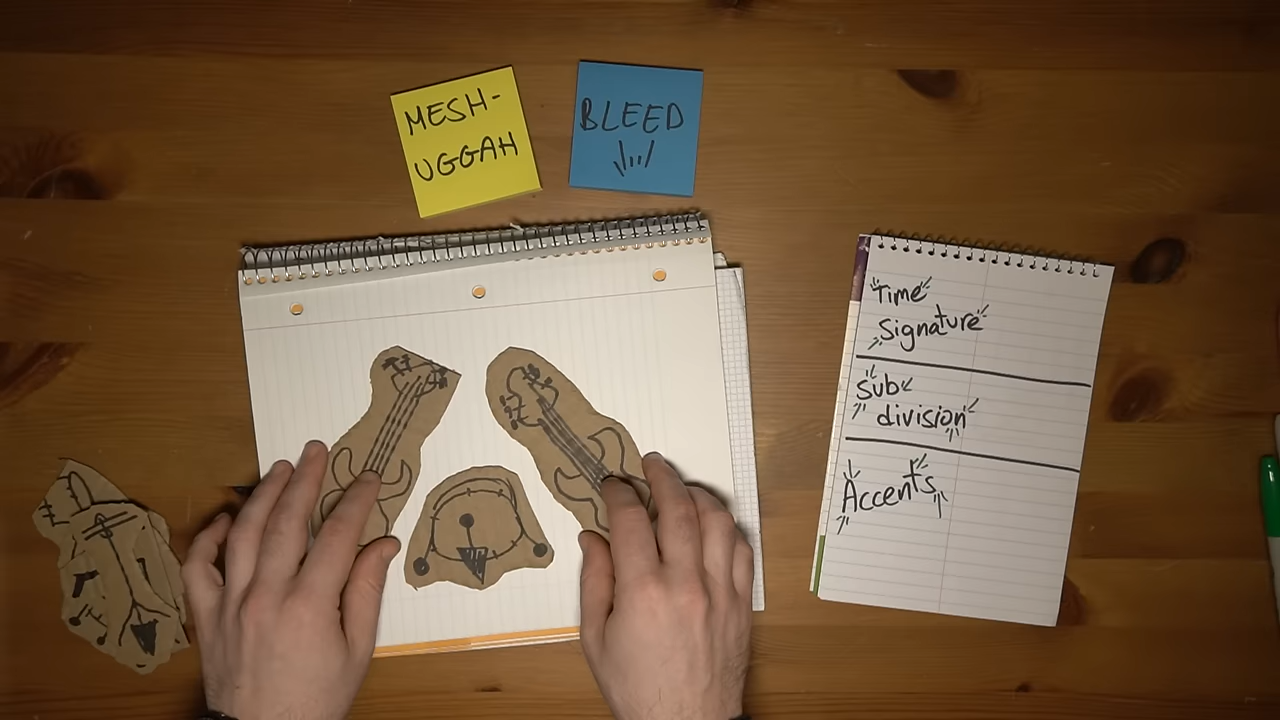 MESH-
UGGAH
BLEED
Time
Signature
Sub
division
Accents